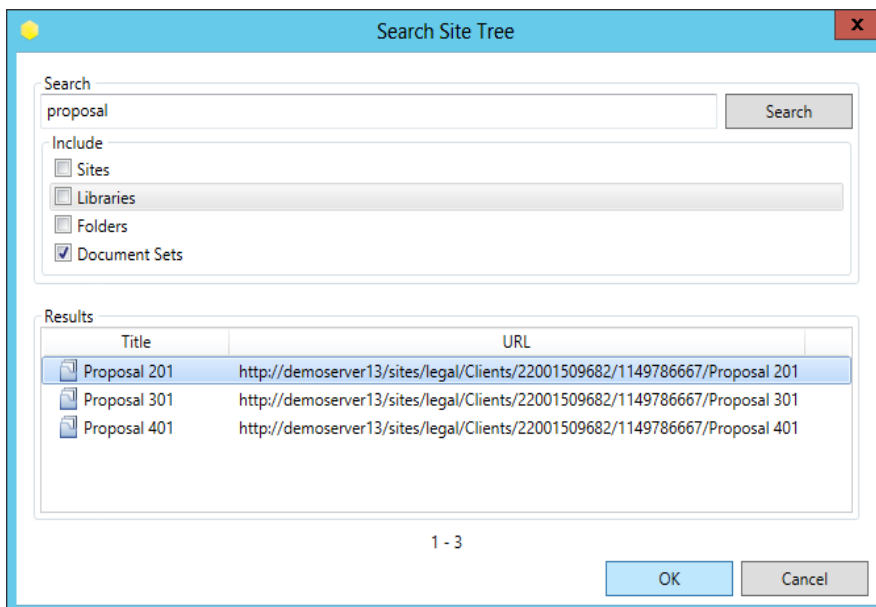 Search Site Tree
x
Search
proposal
Search
Include
Sites
Libraries
Folders
Document Sets
Results
Title URL
Proposal 201 http://demoserver13/sites/legal/Clients/22001509682/1149786667/Proposal 201
Proposal 301 http://demoserver13/sites/legal/Clients/22001509682/1149786667/Proposal 301
Proposal 401 http://demoserver13/sites/legal/Clients/22001509682/1149786667/Proposal 401
1 - 3
OK Cancel